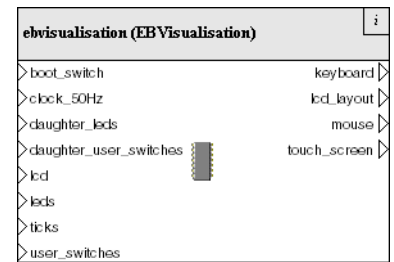 ebvisualisation (EBVisualisation)
i
boot_switch
keyboard
clock_50Hz
lcd_layout
daughter_leds
mouse
daughter_user_switches
touch_screen
lcd
leds
ticks
user_switches